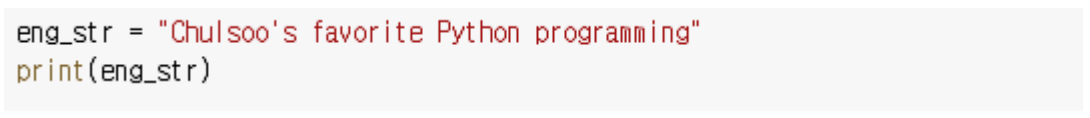 eng_str = "Chulsoo's favorite Python programming"
print(eng_str)